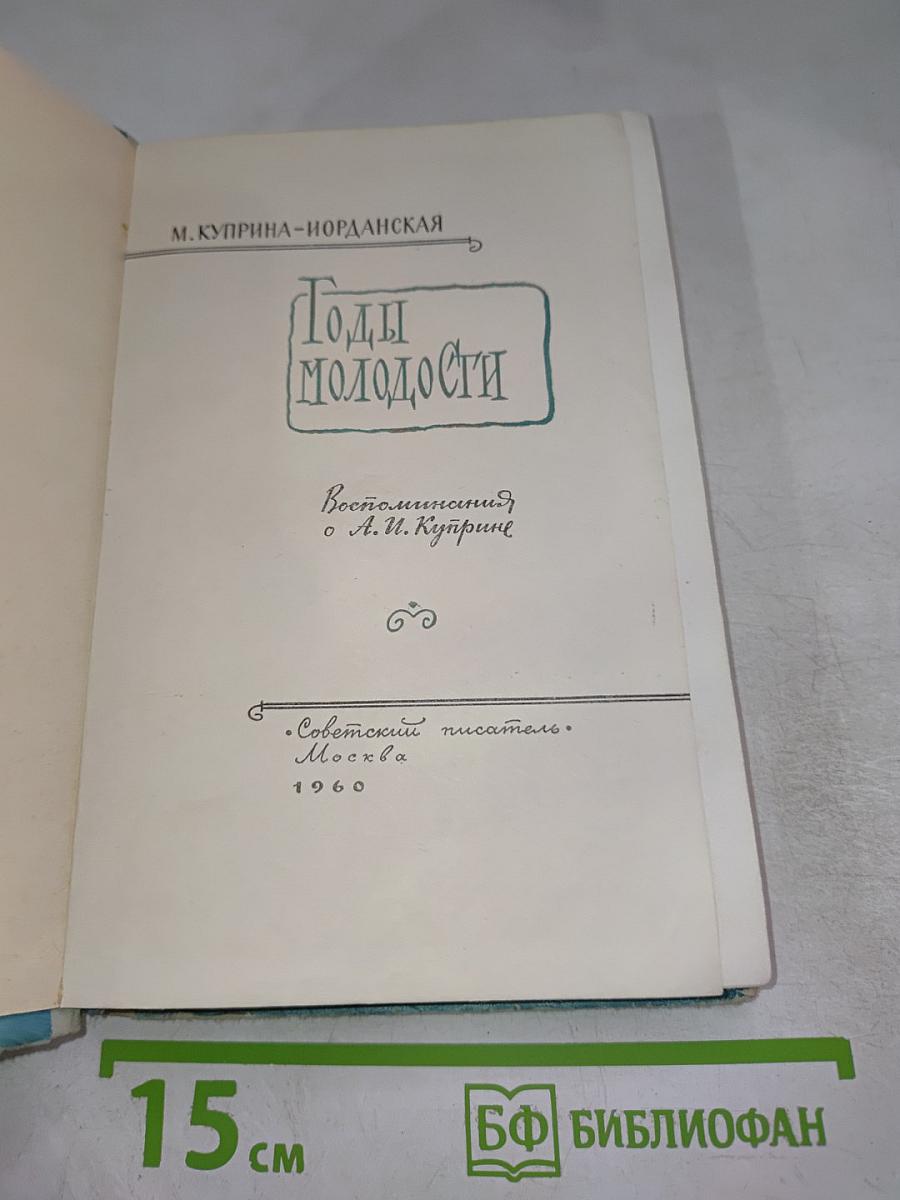 М. КУПРИНА-ИОРДАНСКАЯ
Годы
молодости
Воспоминания
о А. И. Куприне
•Советский писатель•
Москва
1960
15 см
БФ БИБЛИОФАН